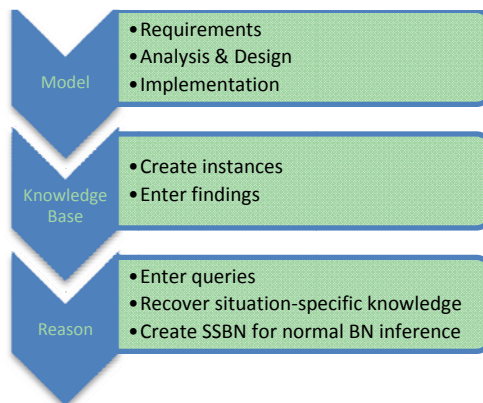 Model
•Requirements
•Analysis & Design
•Implementation
Knowledge
Base
•Create instances
•Enter findings
Reason
•Enter queries
•Recover situation-specific knowledge
•Create SSBN for normal BN inference